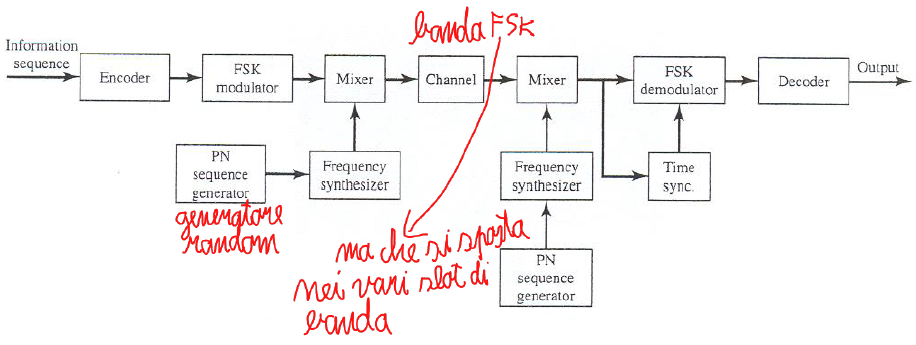 banda FSK
Information
sequence
Encoder
FSK
modulator
Mixer
Channel
Mixer
FSK
demodulator
Decoder
Output
PN
sequence
generator
Frequency
synthesizer
Frequency
synthesizer
Time
sync.
generatore
random
ma che si sposta
nei vari slot di
banda
PN
sequence
generator